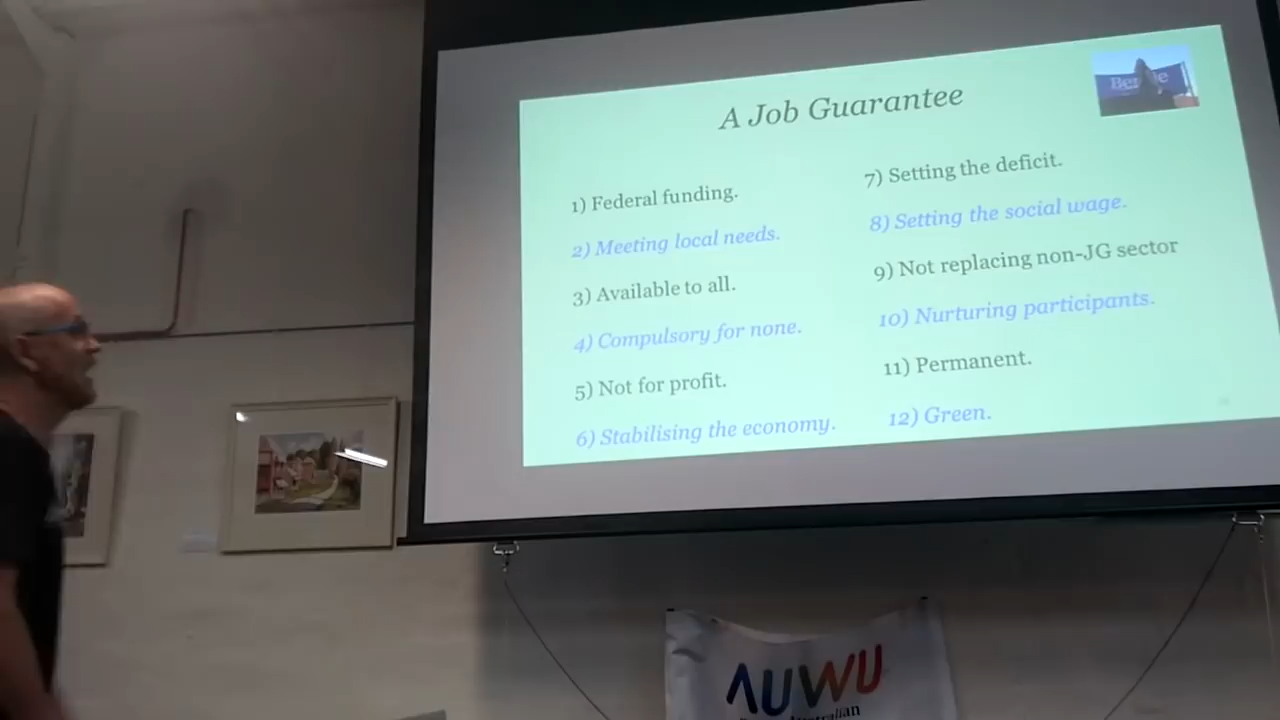 A Job Guarantee
1) Federal funding.
2) Meeting local needs.
3) Available to all.
4) Compulsory for none.
5) Not for profit.
6) Stabilising the economy.
7) Setting the deficit.
8) Setting the social wage.
9) Not replacing non-JG sector
10) Nurturing participants.
11) Permanent.
12) Green.
AUWU